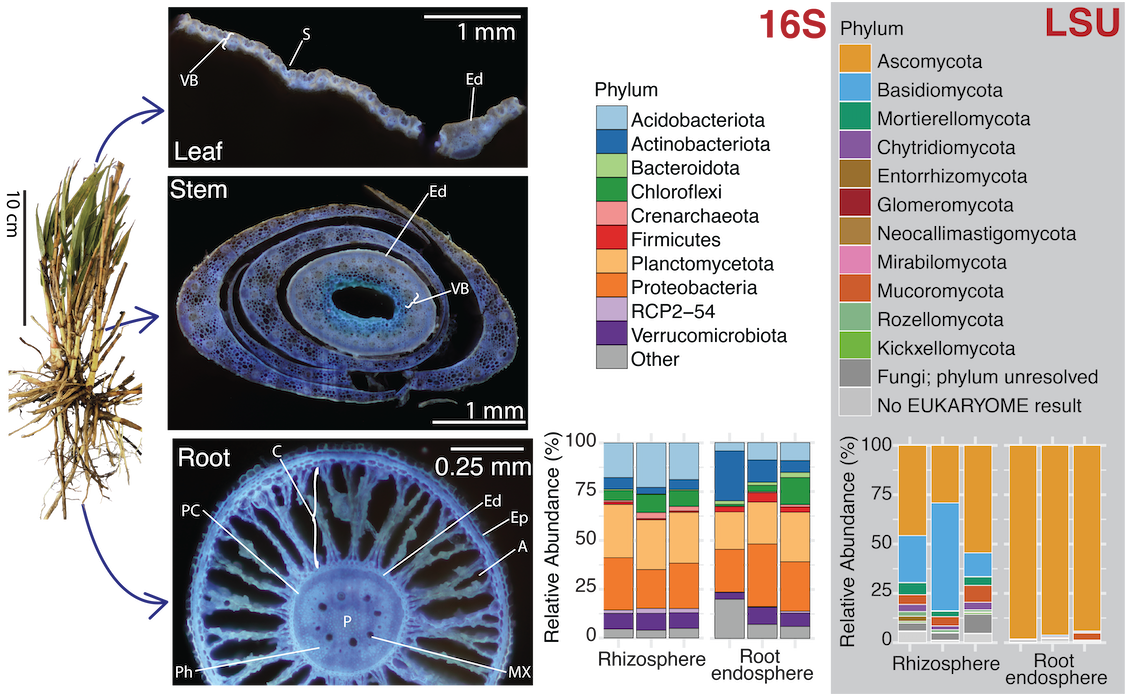 1 mm
S
VB
Ed
Leaf
10 cm
Stem
Ed
VB
1 mm
Root
C
0.25 mm
PC
Ed
Ep
A
P
Ph
MX
16S
Phylum
Acidobacteriota
Actinobacteriota
Bacteroidota
Chloroflexi
Crenarchaeota
Firmicutes
Planctomycetota
Proteobacteria
RCP2−54
Verrucomicrobiota
Other
Relative Abundance (%)
100
75
50
25
0
Rhizosphere
Root
endosphere
LSU
Phylum
Ascomycota
Basidiomycota
Mortierellomycota
Chytridiomycota
Entorrhizomycota
Glomeromycota
Neocallimastigomycota
Mirabilomycota
Mucoromycota
Rozellomycota
Kickxellomycota
Fungi; phylum unresolved
No EUKARYOME result
Relative Abundance (%)
100
75
50
25
0
Rhizosphere
Root
endosphere